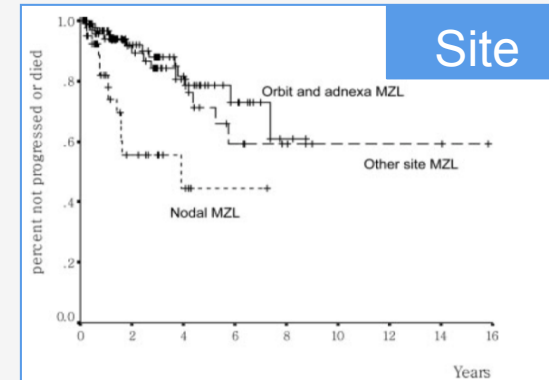 Site
percent not progressed or died
1.0
.8
.6
.4
.2
0.0
Orbit and adnexa MZL
Other site MZL
Nodal MZL
0 2 4 6 8 10 12 14 16
Years